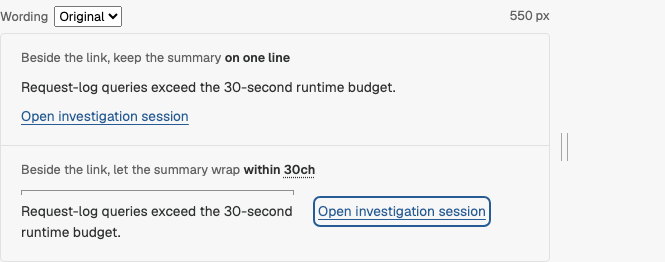 Wording Original 550 px
Beside the link, keep the summary on one line
Request-log queries exceed the 30-second runtime budget.
Open investigation session
Beside the link, let the summary wrap within 30ch
Request-log queries exceed the 30-second Open investigation session
runtime budget.